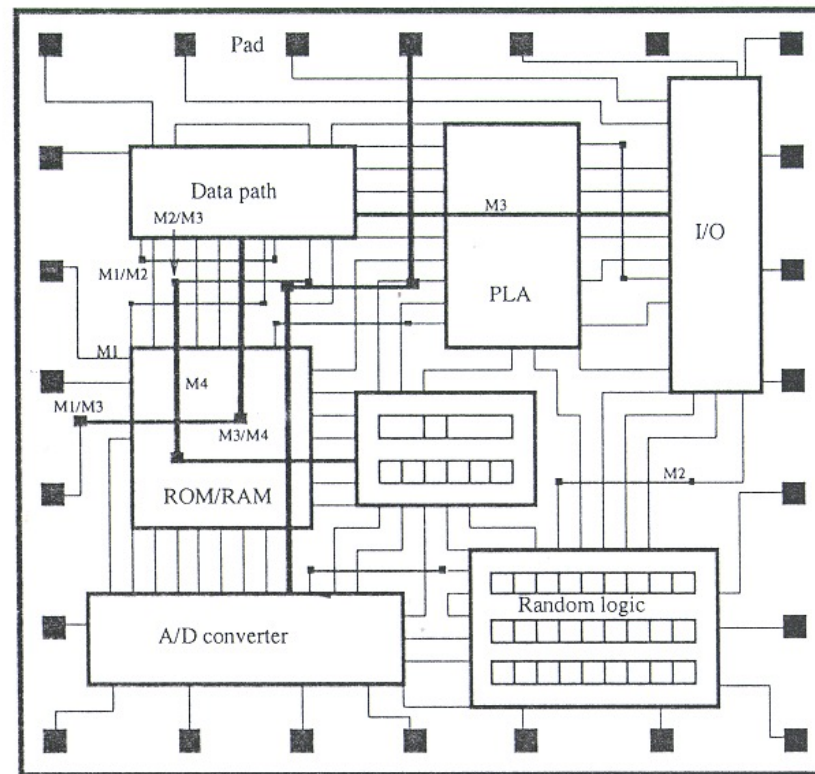 Pad
Data path
M2/M3
M3
I/O
M1/M2
PLA
M1
M4
M1/M3
M3/M4
M2
ROM/RAM
Random logic
A/D converter